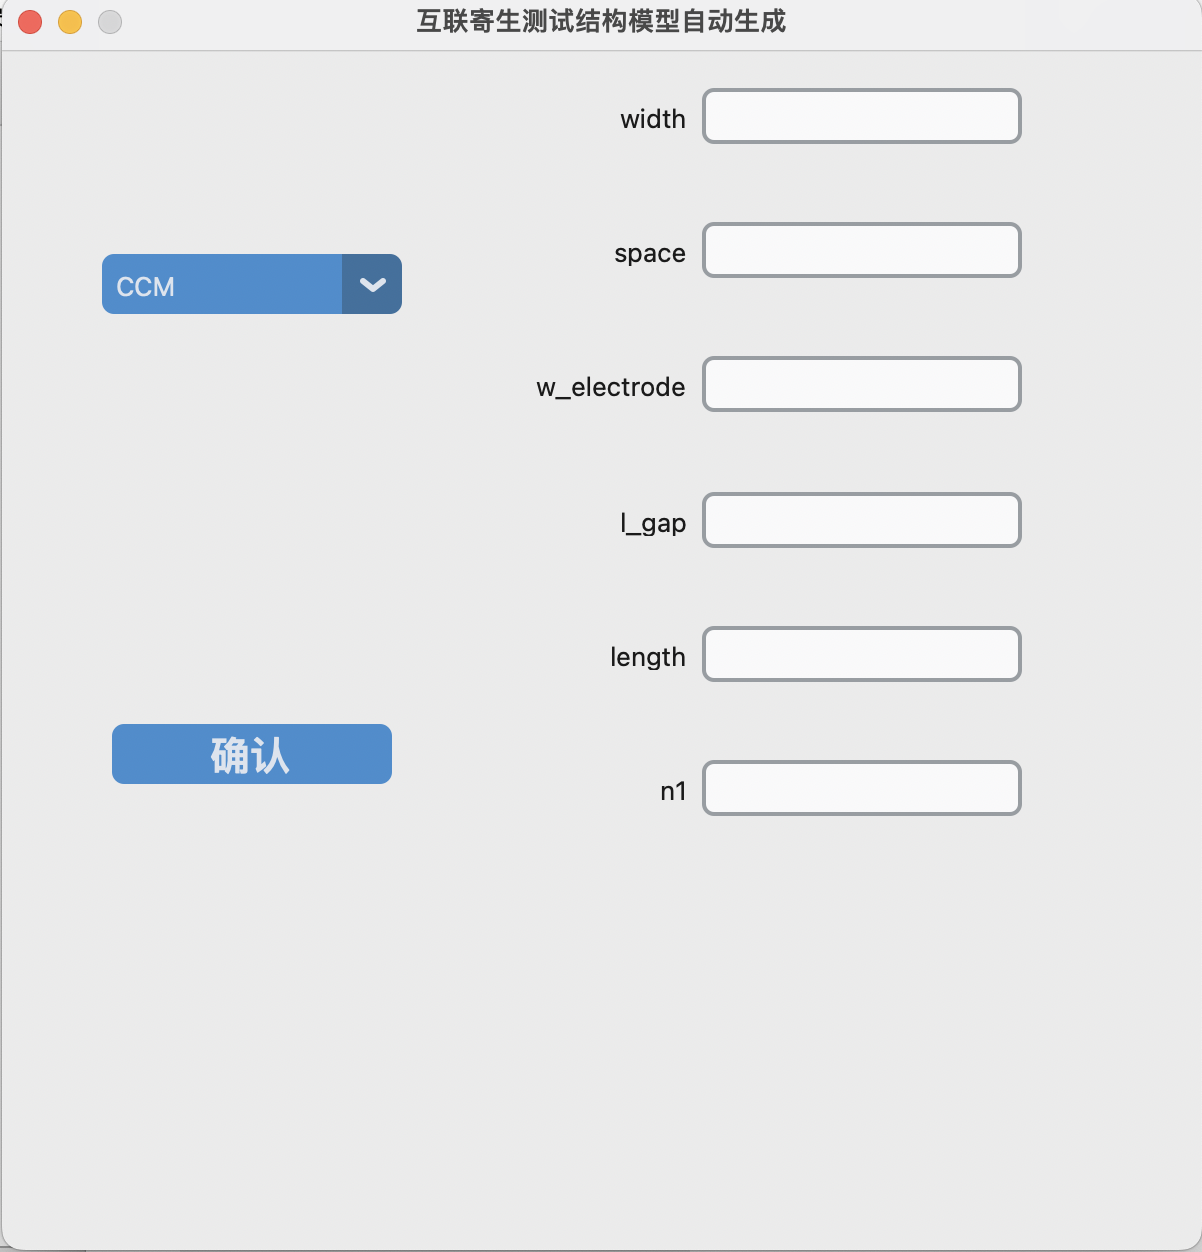 互联寄生测试结构模型自动生成
width
space
CCM
w_electrode
l_gap
length
确认
n1